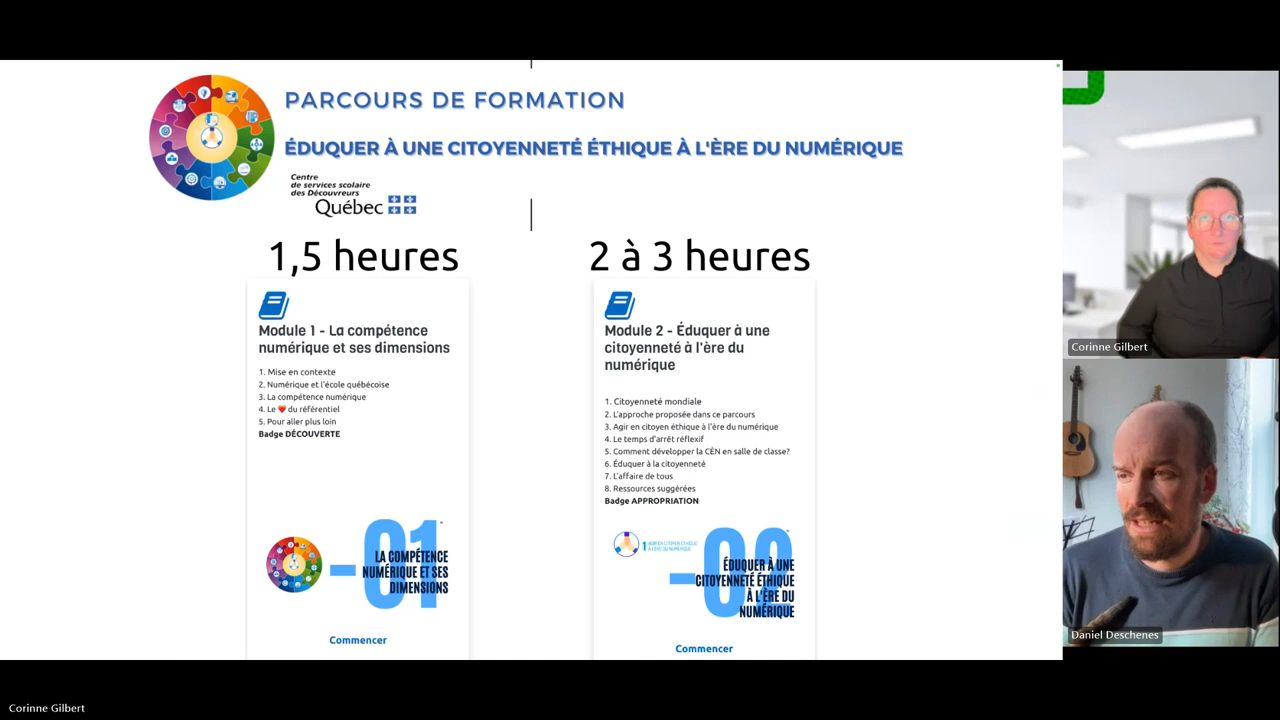 PARCOURS DE FORMATION
ÉDUQUER À UNE CITOYENNETÉ ÉTHIQUE À L'ÈRE DU NUMÉRIQUE
Centre
de services scolaire
des Découvreurs
Québec
1,5 heures
Module 1 - La compétence
numérique et ses dimensions
1. Mise en contexte
2. Numérique et l'école québécoise
3. La compétence numérique
4. Le ❤️ du référentiel
5. Pour aller plus loin
Badge DÉCOUVERTE
-01
LA COMPÉTENCE
NUMÉRIQUE ET SES
DIMENSIONS
Commencer
2 à 3 heures
Module 2 - Éduquer à une
citoyenneté à l'ère du
numérique
1. Citoyenneté mondiale
2. L'approche proposée dans ce parcours
3. Agir en citoyen éthique à l'ère du numérique
4. Le temps d'arrêt réflexif
5. Comment développer la CÉN en salle de classe?
6. Éduquer à la citoyenneté
7. L'affaire de tous
8. Ressources suggérées
Badge APPROPRIATION
1 AGIR EN CITOYEN ÉTHIQUE
À L'ÈRE DU NUMÉRIQUE
-02
ÉDUQUER À UNE
CITOYENNETÉ ÉTHIQUE
À L'ÈRE DU
NUMÉRIQUE
Commencer
Corinne Gilbert
Daniel Deschenes
Corinne Gilbert